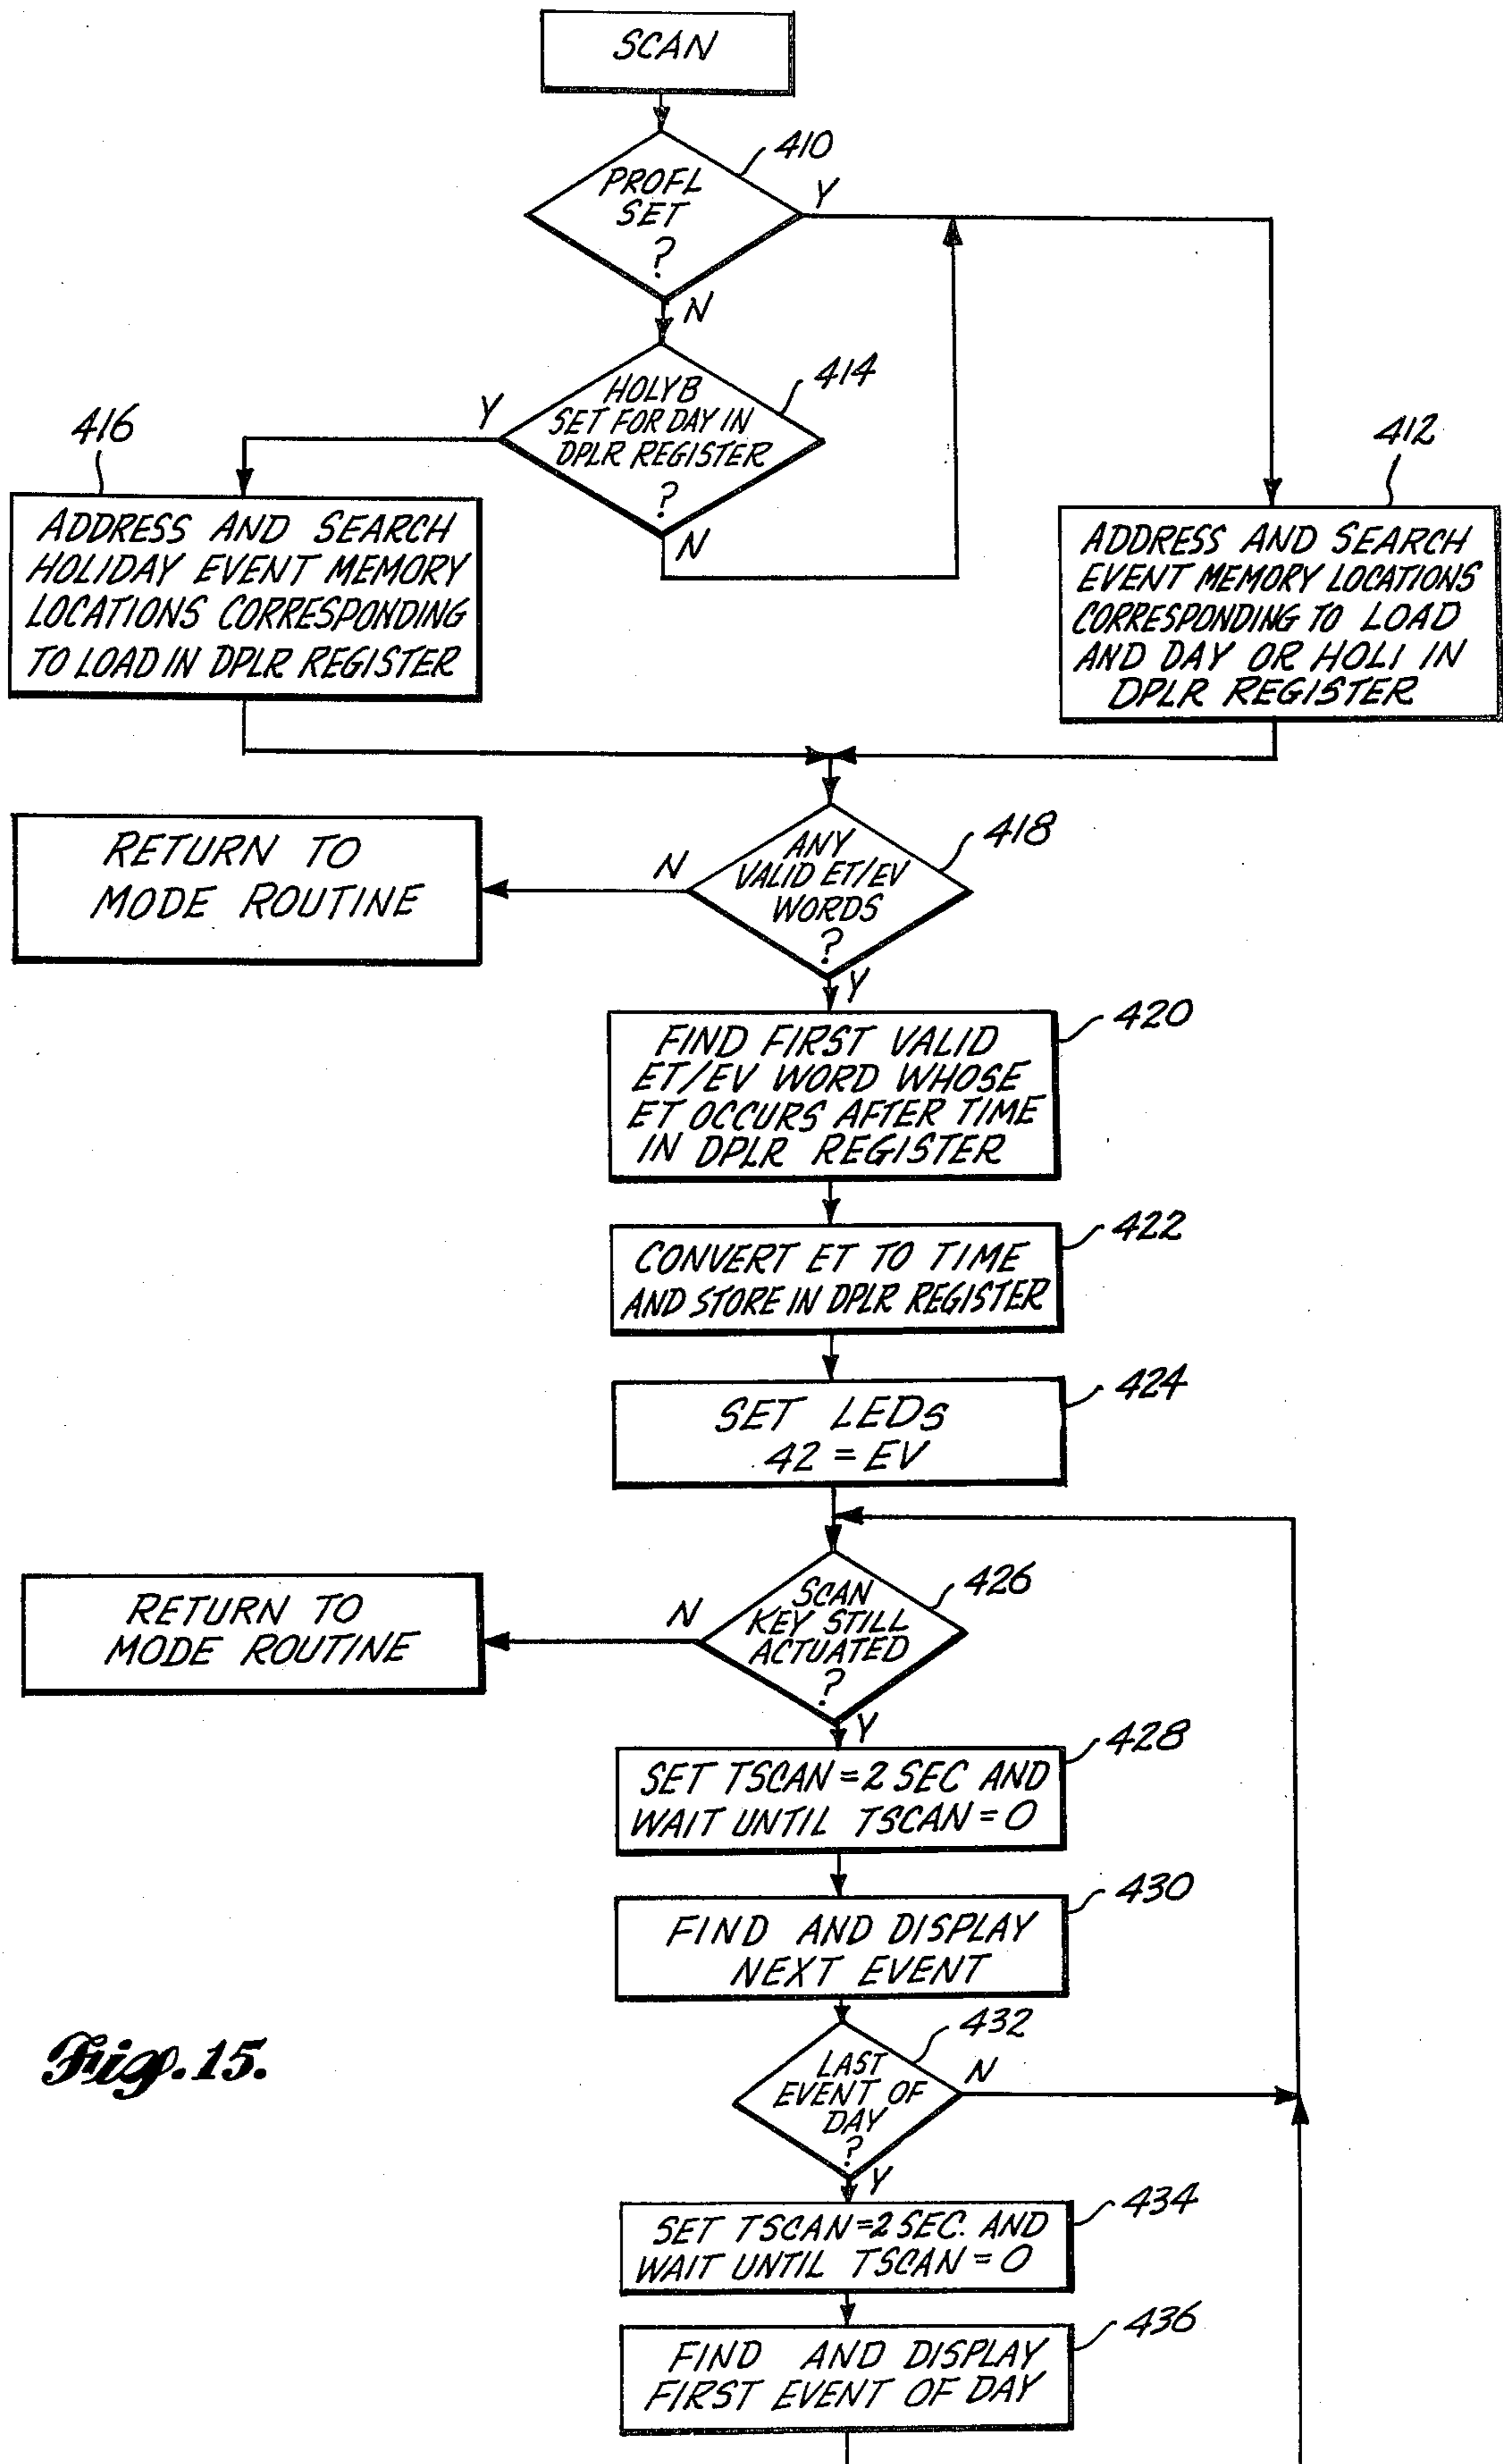 SCAN
410
PROFL
SET
?
Y
N
414
HOLYB
SET FOR DAY IN
DPLR REGISTER
?
Y
N
416
ADDRESS AND SEARCH
HOLIDAY EVENT MEMORY
LOCATIONS CORRESPONDING
TO LOAD IN DPLR REGISTER
412
ADDRESS AND SEARCH
EVENT MEMORY LOCATIONS
CORRESPONDING TO LOAD
AND DAY OR HOLI IN
DPLR REGISTER
418
ANY
VALID ET/EV
WORDS
?
N
Y
RETURN TO
MODE ROUTINE
420
FIND FIRST VALID
ET/EV WORD WHOSE
ET OCCURS AFTER TIME
IN DPLR REGISTER
422
CONVERT ET TO TIME
AND STORE IN DPLR REGISTER
424
SET LEDs
42 = EV
426
SCAN
KEY STILL
ACTUATED
?
N
Y
RETURN TO
MODE ROUTINE
428
SET TSCAN = 2 SEC AND
WAIT UNTIL TSCAN = 0
430
FIND AND DISPLAY
NEXT EVENT
432
LAST
EVENT OF
DAY
?
N
Y
434
SET TSCAN = 2 SEC. AND
WAIT UNTIL TSCAN = 0
436
FIND AND DISPLAY
FIRST EVENT OF DAY
Fig. 15.